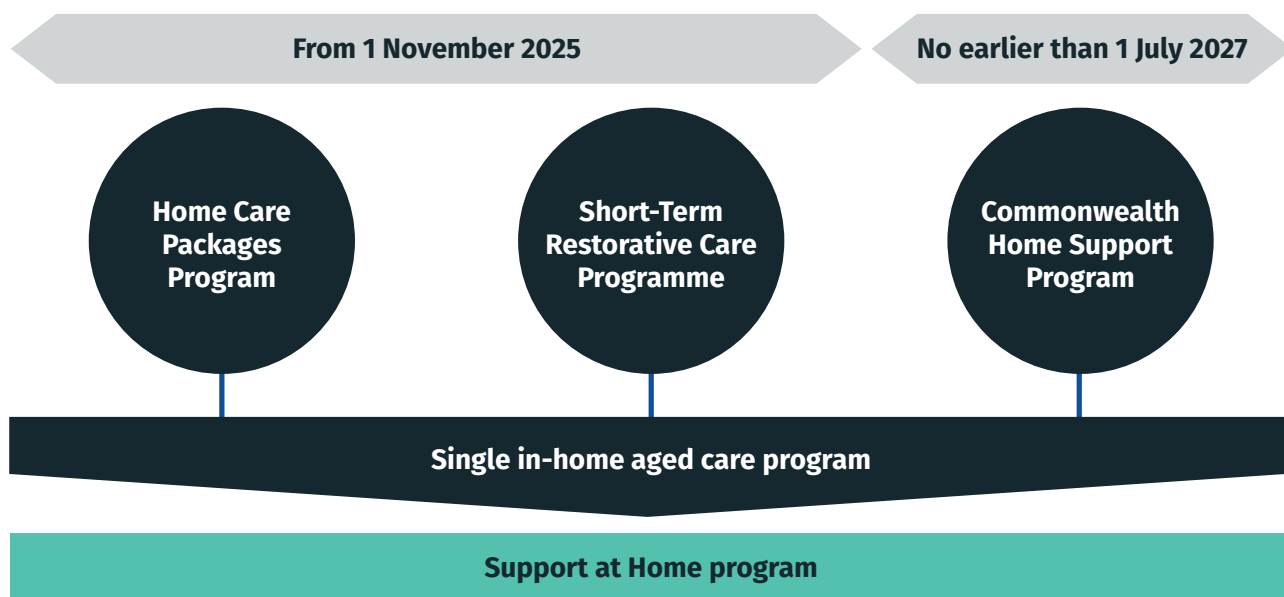 From 1 November 2025
No earlier than 1 July 2027
Home Care
Packages
Program
Short-Term
Restorative Care
Programme
Commonwealth
Home Support
Program
Single in-home aged care program
Support at Home program